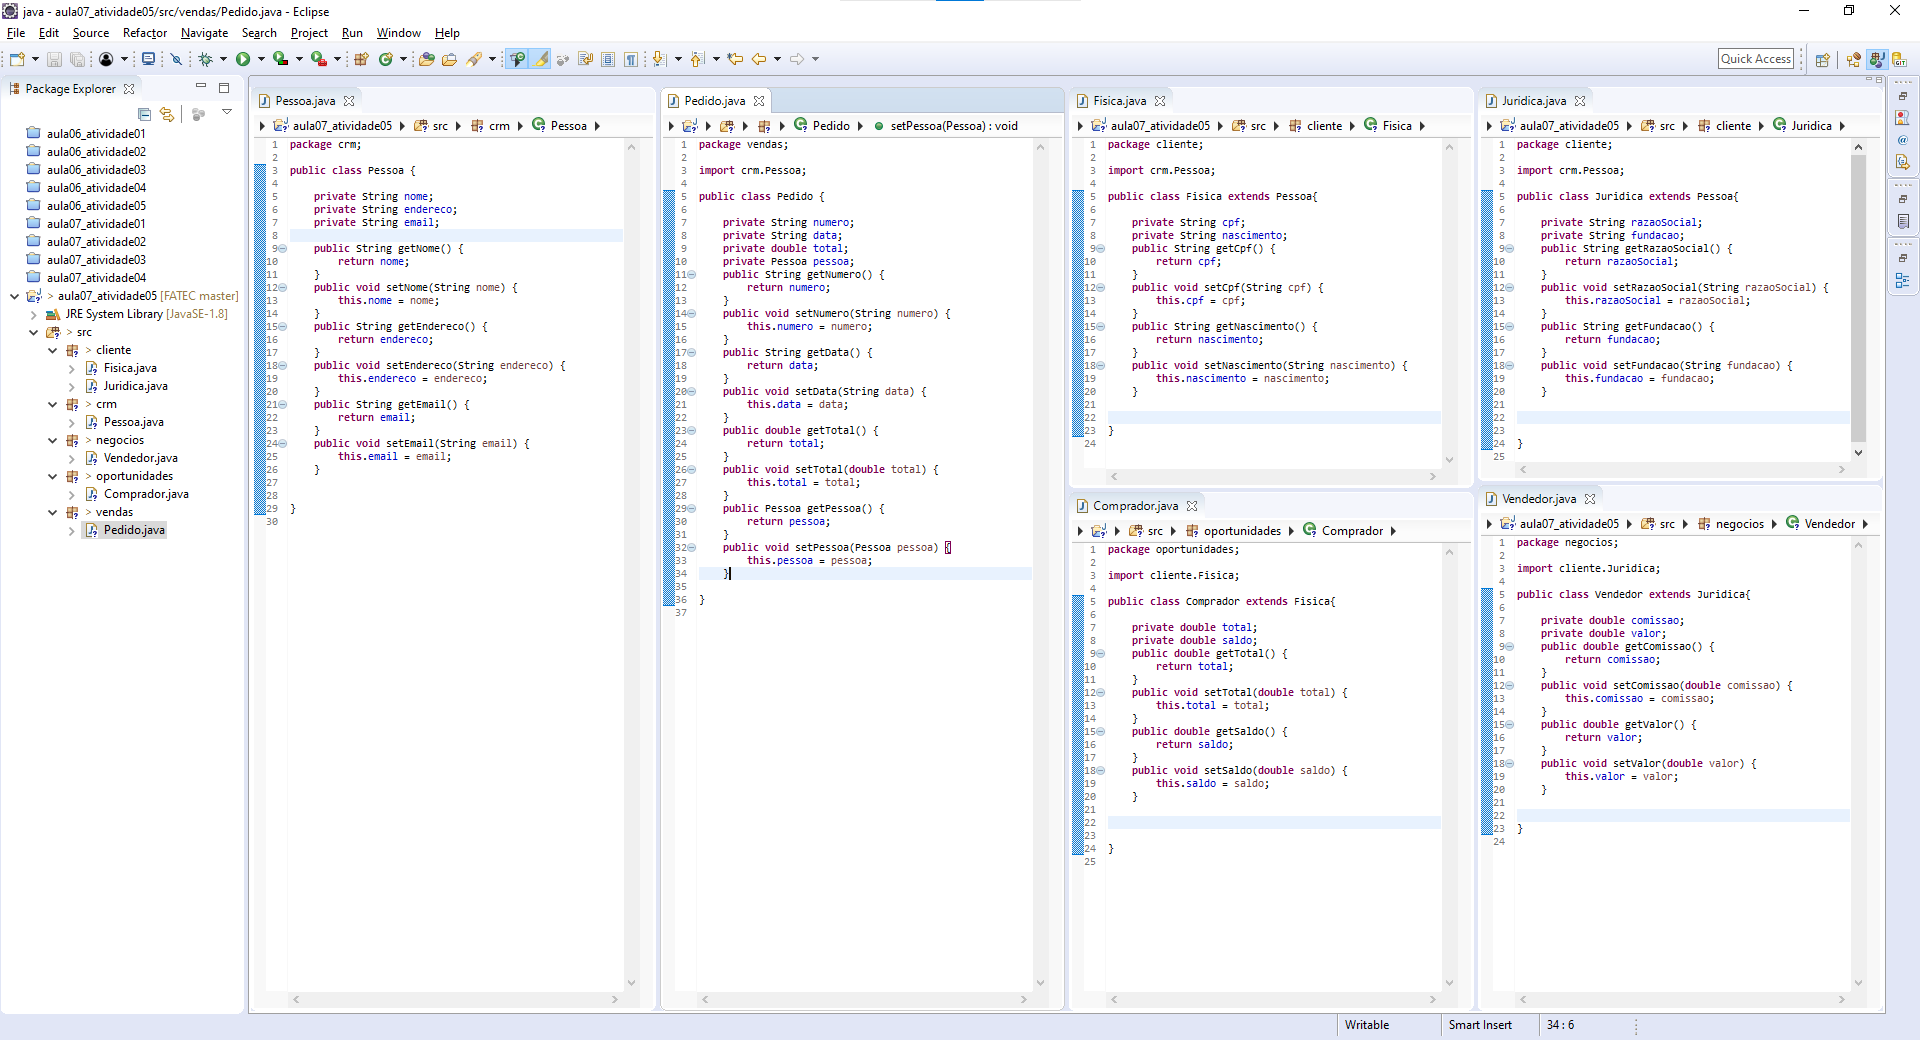 java - aula07_atividade05/src/vendas/Pedido.java - Eclipse
File Edit Source Refactor Navigate Search Project Run Window Help
Quick Access
Package Explorer
aula06_atividade01
aula06_atividade02
aula06_atividade03
aula06_atividade04
aula06_atividade05
aula07_atividade01
aula07_atividade02
aula07_atividade03
aula07_atividade04
> aula07_atividade05 [FATEC master]
JRE System Library [JavaSE-1.8]
> src
> cliente
Fisica.java
Juridica.java
> crm
Pessoa.java
> negocios
Vendedor.java
> oportunidades
Comprador.java
> vendas
Pedido.java
Pessoa.java
aula07_atividade05 src crm Pessoa
1 package crm;
2
3 public class Pessoa {
4
5 private String nome;
6 private String endereco;
7 private String email;
8
9 public String getNome() {
10 return nome;
11 }
12 public void setNome(String nome) {
13 this.nome = nome;
14 }
15 public String getEndereco() {
16 return endereco;
17 }
18 public void setEndereco(String endereco) {
19 this.endereco = endereco;
20 }
21 public String getEmail() {
22 return email;
23 }
24 public void setEmail(String email) {
25 this.email = email;
26 }
27
28
29 }
30
Pedido.java
Pedido setPessoa(Pessoa) : void
1 package vendas;
2
3 import crm.Pessoa;
4
5 public class Pedido {
6
7 private String numero;
8 private String data;
9 private double total;
10 private Pessoa pessoa;
11 public String getNumero() {
12 return numero;
13 }
14 public void setNumero(String numero) {
15 this.numero = numero;
16 }
17 public String getData() {
18 return data;
19 }
20 public void setData(String data) {
21 this.data = data;
22 }
23 public double getTotal() {
24 return total;
25 }
26 public void setTotal(double total) {
27 this.total = total;
28 }
29 public Pessoa getPessoa() {
30 return pessoa;
31 }
32 public void setPessoa(Pessoa pessoa) {
33 this.pessoa = pessoa;
34 }
35
36 }
37
Fisica.java
aula07_atividade05 src cliente Fisica
1 package cliente;
2
3 import crm.Pessoa;
4
5 public class Fisica extends Pessoa{
6
7 private String cpf;
8 private String nascimento;
9 public String getCpf() {
10 return cpf;
11 }
12 public void setCpf(String cpf) {
13 this.cpf = cpf;
14 }
15 public String getNascimento() {
16 return nascimento;
17 }
18 public void setNascimento(String nascimento) {
19 this.nascimento = nascimento;
20 }
21
22
23 }
24
Juridica.java
aula07_atividade05 src cliente Juridica
1 package cliente;
2
3 import crm.Pessoa;
4
5 public class Juridica extends Pessoa{
6
7 private String razaoSocial;
8 private String fundacao;
9 public String getRazaoSocial() {
10 return razaoSocial;
11 }
12 public void setRazaoSocial(String razaoSocial) {
13 this.razaoSocial = razaoSocial;
14 }
15 public String getFundacao() {
16 return fundacao;
17 }
18 public void setFundacao(String fundacao) {
19 this.fundacao = fundacao;
20 }
21
22
23
24 }
25
Comprador.java
src oportunidades Comprador
1 package oportunidades;
2
3 import cliente.Fisica;
4
5 public class Comprador extends Fisica{
6
7 private double total;
8 private double saldo;
9 public double getTotal() {
10 return total;
11 }
12 public void setTotal(double total) {
13 this.total = total;
14 }
15 public double getSaldo() {
16 return saldo;
17 }
18 public void setSaldo(double saldo) {
19 this.saldo = saldo;
20 }
21
22
23
24 }
25
Vendedor.java
aula07_atividade05 src negocios Vendedor
1 package negocios;
2
3 import cliente.Juridica;
4
5 public class Vendedor extends Juridica{
6
7 private double comissao;
8 private double valor;
9 public double getComissao() {
10 return comissao;
11 }
12 public void setComissao(double comissao) {
13 this.comissao = comissao;
14 }
15 public double getValor() {
16 return valor;
17 }
18 public void setValor(double valor) {
19 this.valor = valor;
20 }
21
22
23 }
24
Writable Smart Insert 34 : 6